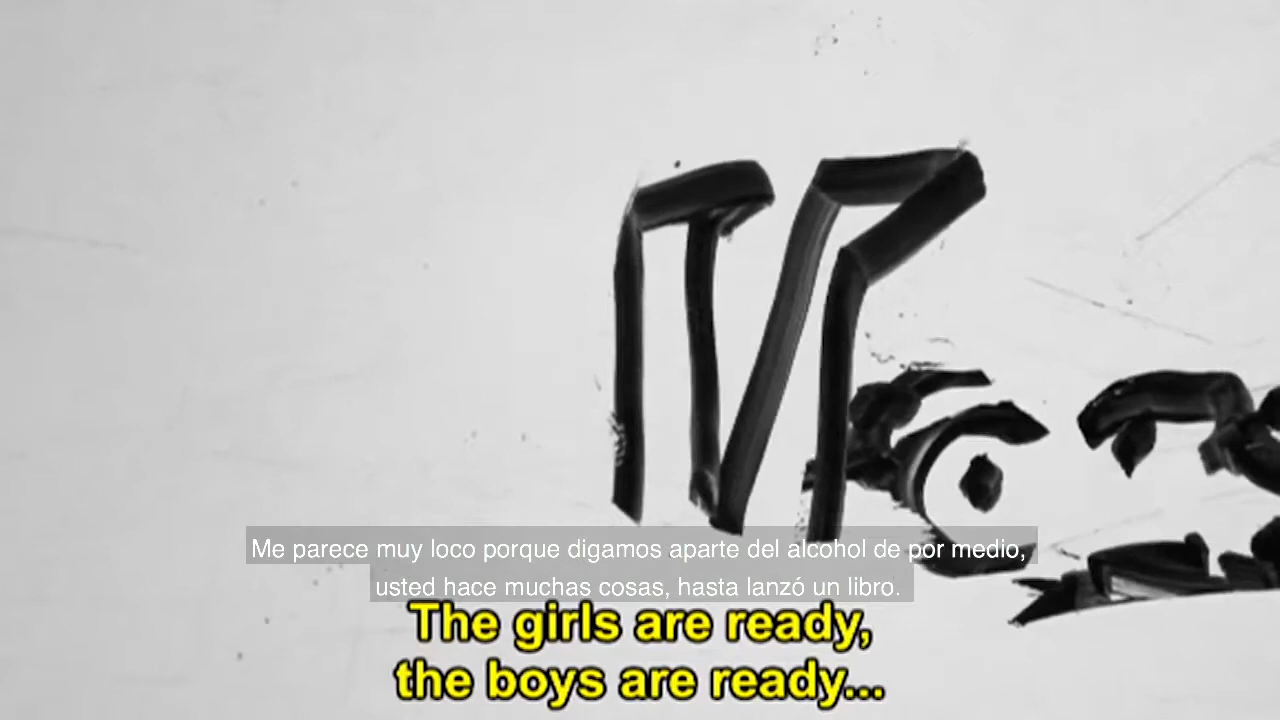 Me parece muy loco porque digamos aparte del alcohol de por medio,
usted hace muchas cosas, hasta lanzó un libro.
The girls are ready,
the boys are ready...